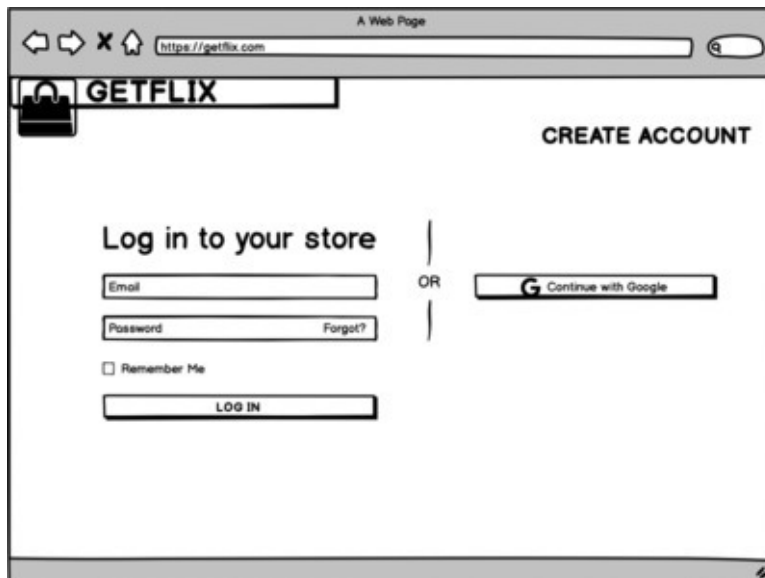 A Web Page
https://getflix.com
GETFLIX
CREATE ACCOUNT
Log in to your store
Email
OR
G Continue with Google
Password Forgot?
Remember Me
LOG IN